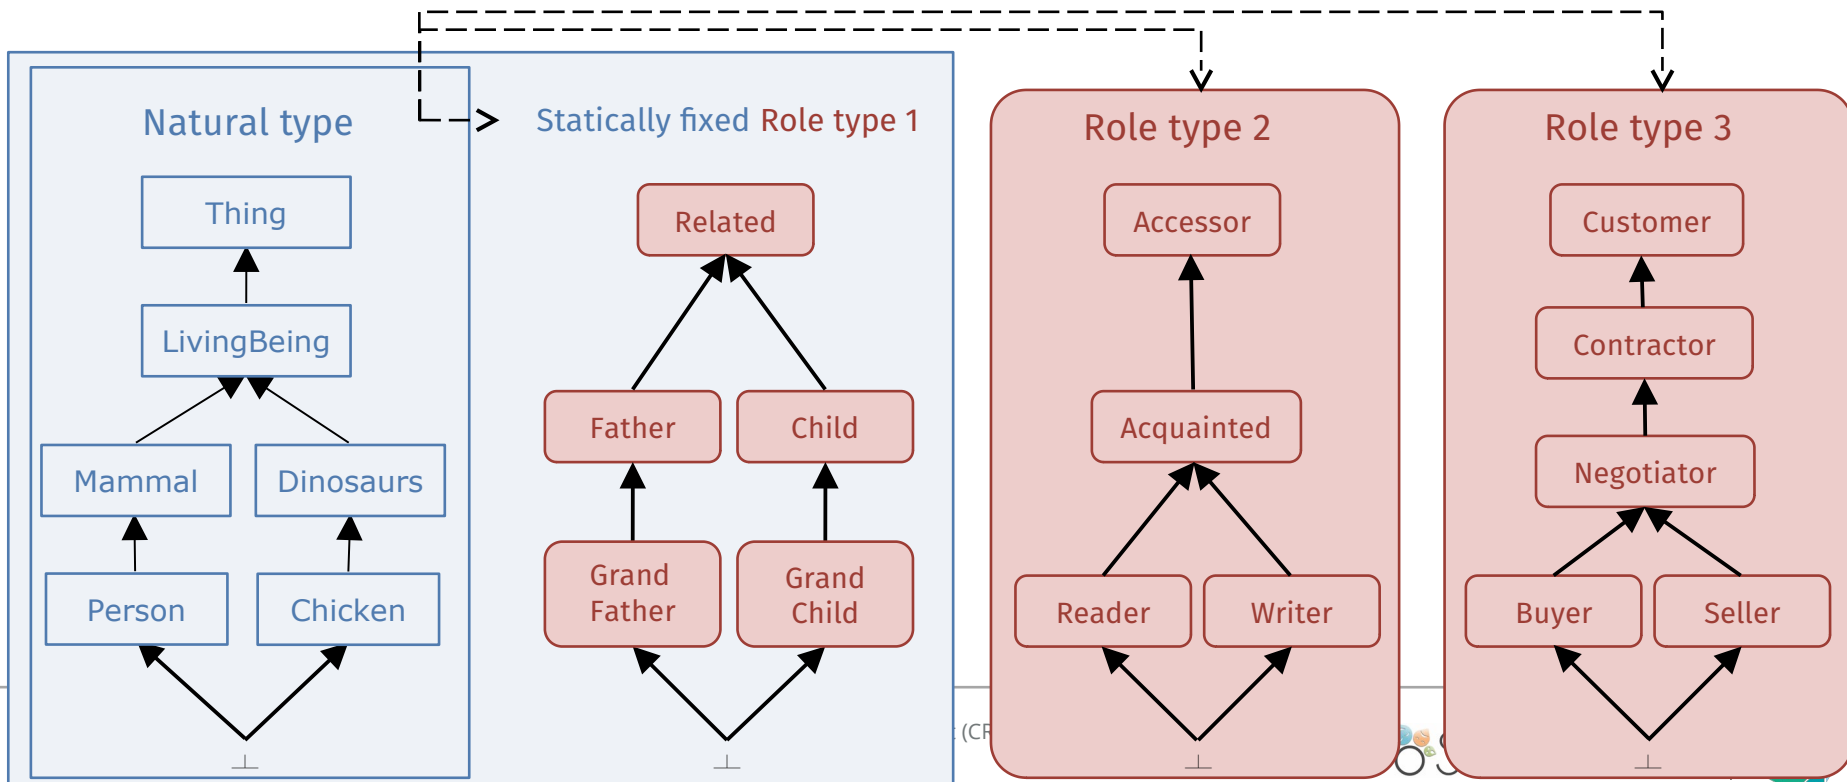 Natural type
Statically fixed Role type 1
Role type 2
Role type 3
Thing
Related
Accessor
Customer
LivingBeing
Contractor
Father
Child
Acquainted
Mammal
Dinosaurs
Negotiator
Person
Chicken
Grand
Father
Grand
Child
Reader
Writer
Buyer
Seller
(CR